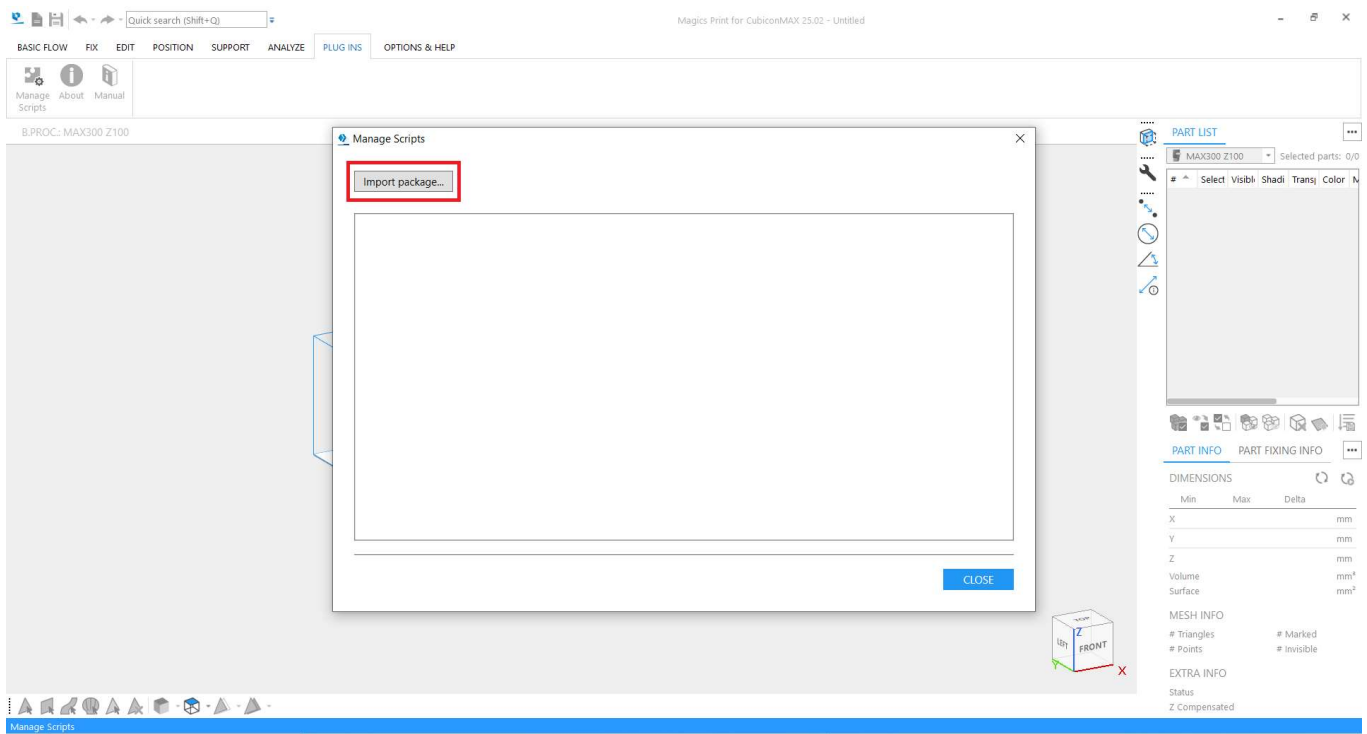 Quick search (Shift+Q)
Magics Print for CubiconMAX 25.02 - Untitled
BASIC FLOW FIX EDIT POSITION SUPPORT ANALYZE PLUG INS OPTIONS & HELP
Manage Scripts
About
Manual
B.PROC.: MAX300 Z100
Manage Scripts
Import package...
CLOSE
TOP
LEFT
FRONT
Z
Y
X
PART LIST
MAX300 Z100
Selected parts: 0/0
# Select Visibl Shadi Trans Color M
PART INFO PART FIXING INFO
DIMENSIONS
Min Max Delta
X mm
Y mm
Z mm
Volume mm³
Surface mm²
MESH INFO
# Triangles # Marked
# Points # Invisible
EXTRA INFO
Status
Z Compensated
Manage Scripts